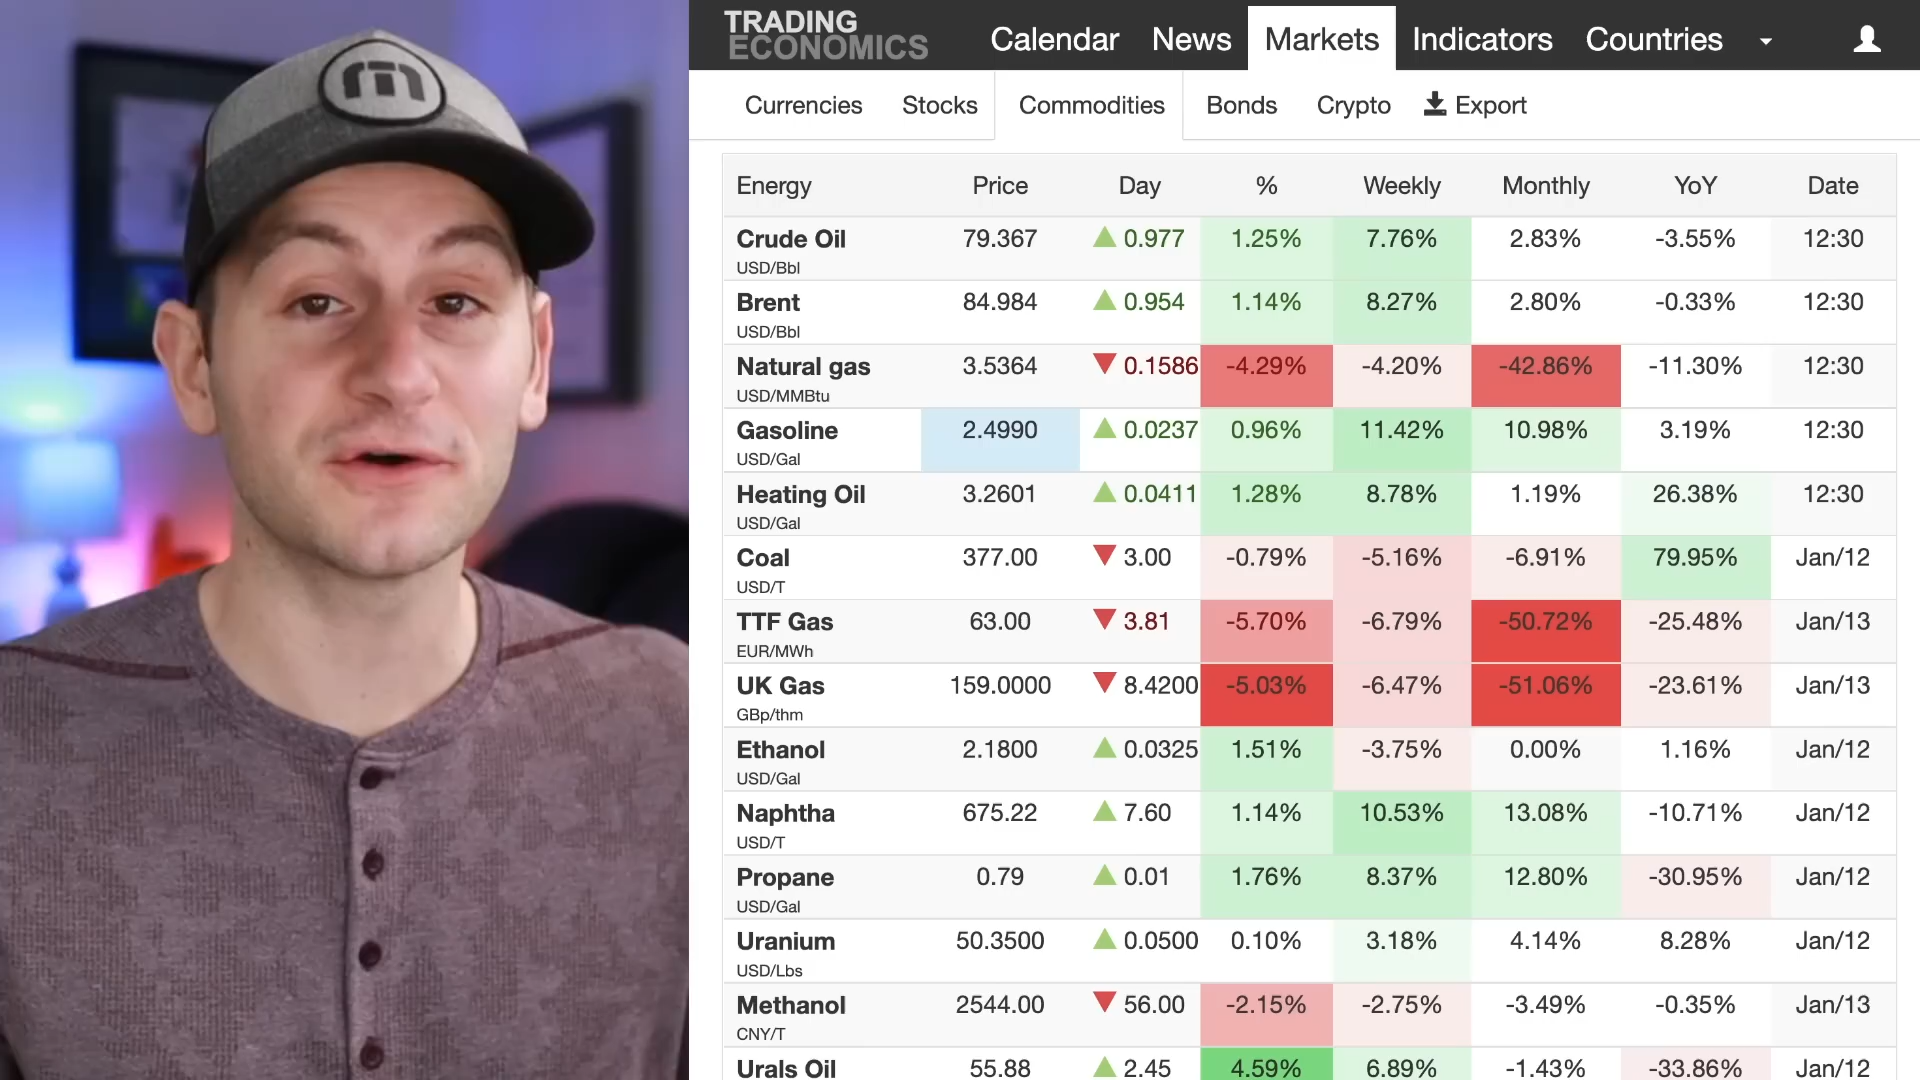 TRADING
ECONOMICS
Calendar News Markets Indicators Countries
Currencies Stocks Commodities Bonds Crypto Export
Energy Price Day % Weekly Monthly YoY Date
Crude Oil 79.367 0.977 1.25% 7.76% 2.83% -3.55% 12:30
USD/Bbl
Brent 84.984 0.954 1.14% 8.27% 2.80% -0.33% 12:30
USD/Bbl
Natural gas 3.5364 0.1586 -4.29% -4.20% -42.86% -11.30% 12:30
USD/MMBtu
Gasoline 2.4990 0.0237 0.96% 11.42% 10.98% 3.19% 12:30
USD/Gal
Heating Oil 3.2601 0.0411 1.28% 8.78% 1.19% 26.38% 12:30
USD/Gal
Coal 377.00 3.00 -0.79% -5.16% -6.91% 79.95% Jan/12
USD/T
TTF Gas 63.00 3.81 -5.70% -6.79% -50.72% -25.48% Jan/13
EUR/MWh
UK Gas 159.0000 8.4200 -5.03% -6.47% -51.06% -23.61% Jan/13
GBp/thm
Ethanol 2.1800 0.0325 1.51% -3.75% 0.00% 1.16% Jan/12
USD/Gal
Naphtha 675.22 7.60 1.14% 10.53% 13.08% -10.71% Jan/12
USD/T
Propane 0.79 0.01 1.76% 8.37% 12.80% -30.95% Jan/12
USD/Gal
Uranium 50.3500 0.0500 0.10% 3.18% 4.14% 8.28% Jan/12
USD/Lbs
Methanol 2544.00 56.00 -2.15% -2.75% -3.49% -0.35% Jan/13
CNY/T
Urals Oil 55.88 2.45 4.59% 6.89% -1.43% -33.86% Jan/12